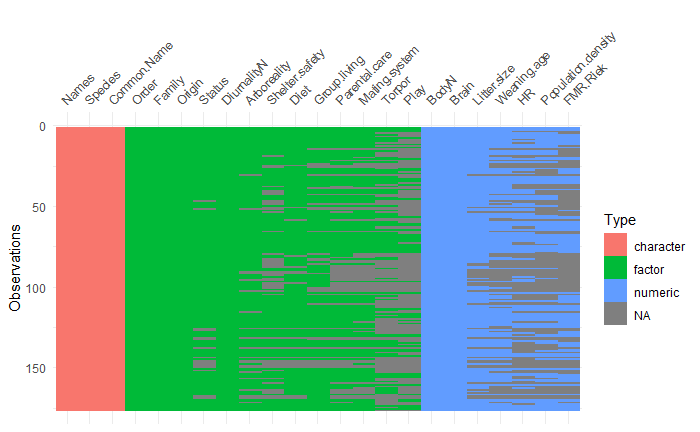 Names
Species
Common.Name
Order
Family
Origin
Status
DiurnalityN
Arboreality
Shelter.safety
Diet
Group.living
Parental.care
Mating.system
Torpor
Play
BodyN
Brain
Litter.size
Weaning.age
HR
Population.density
FMR.Riek
0
50
100
150
Observations
Type
character
factor
numeric
NA